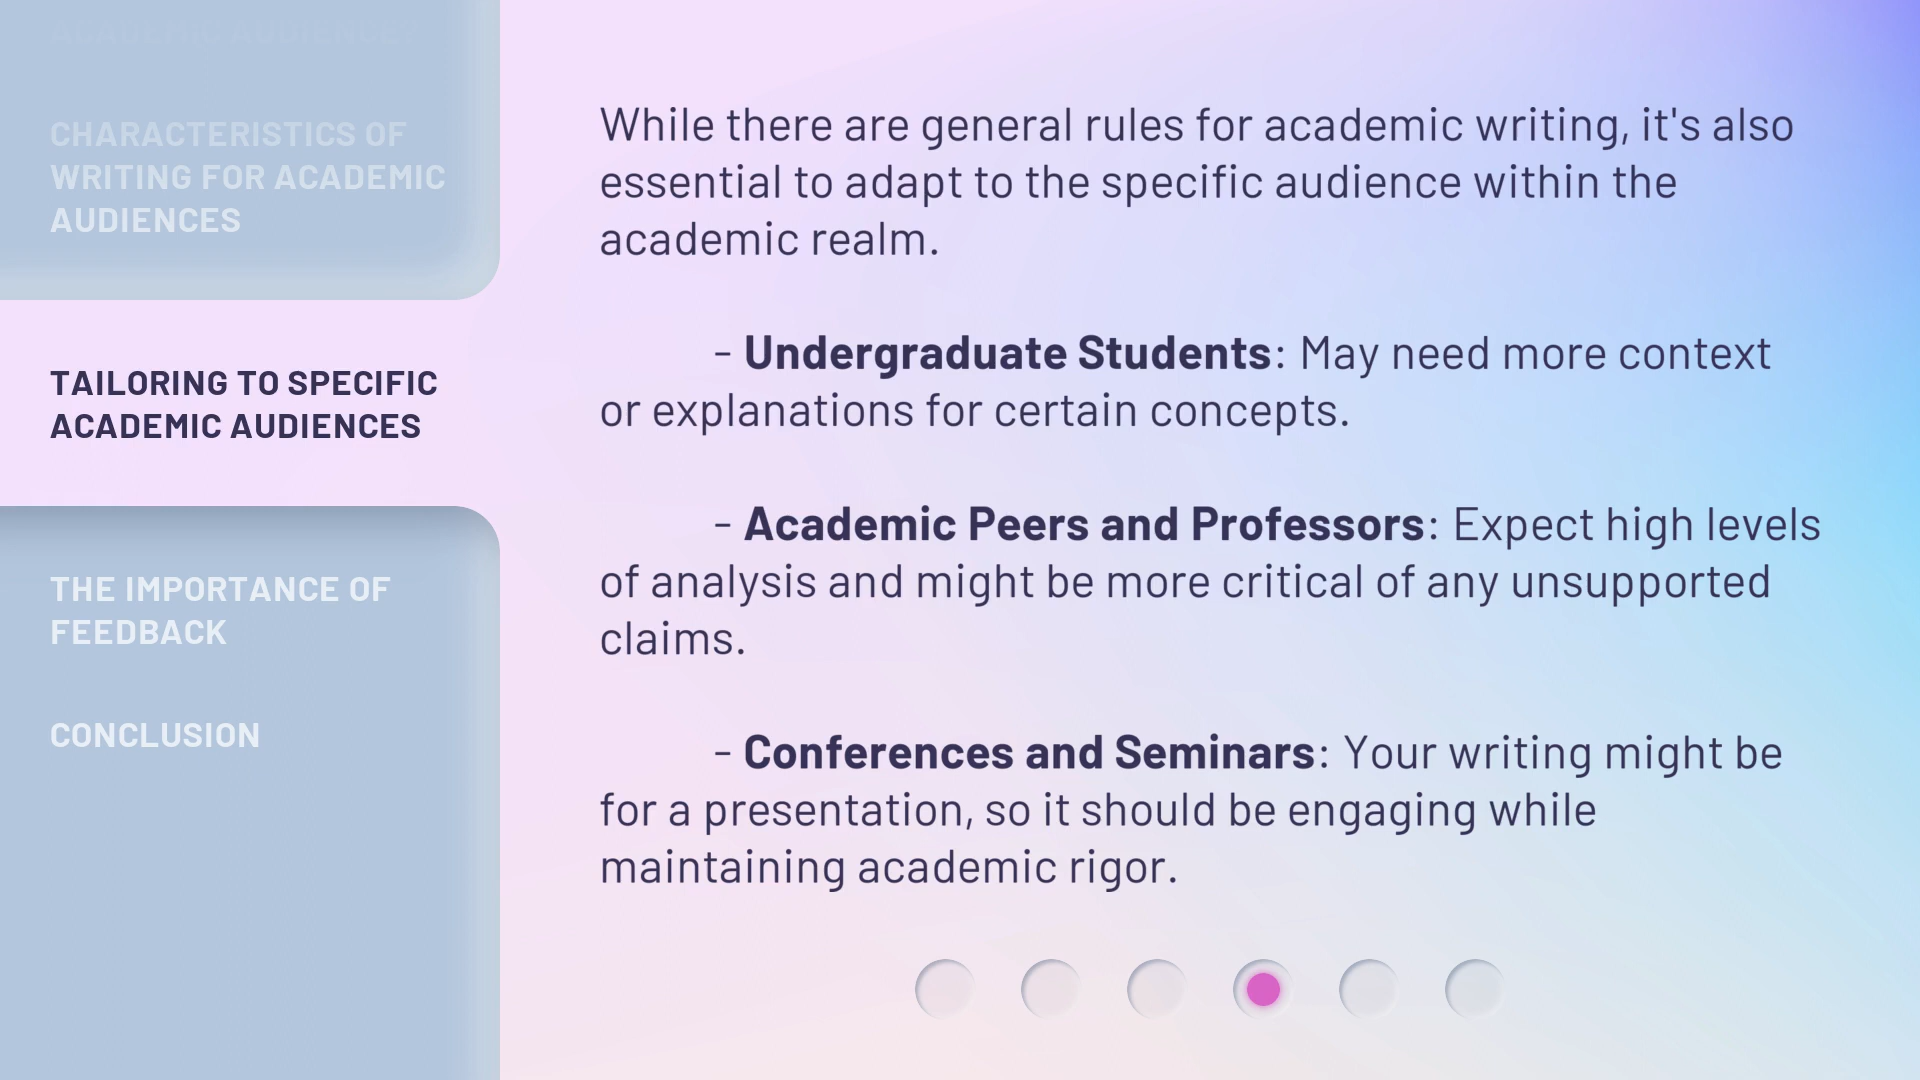 CHARACTERISTICS OF
WRITING FOR ACADEMIC
AUDIENCES
TAILORING TO SPECIFIC
ACADEMIC AUDIENCES
THE IMPORTANCE OF
FEEDBACK
CONCLUSION
While there are general rules for academic writing, it's also
essential to adapt to the specific audience within the
academic realm.
- Undergraduate Students: May need more context
or explanations for certain concepts.
- Academic Peers and Professors: Expect high levels
of analysis and might be more critical of any unsupported
claims.
- Conferences and Seminars: Your writing might be
for a presentation, so it should be engaging while
maintaining academic rigor.